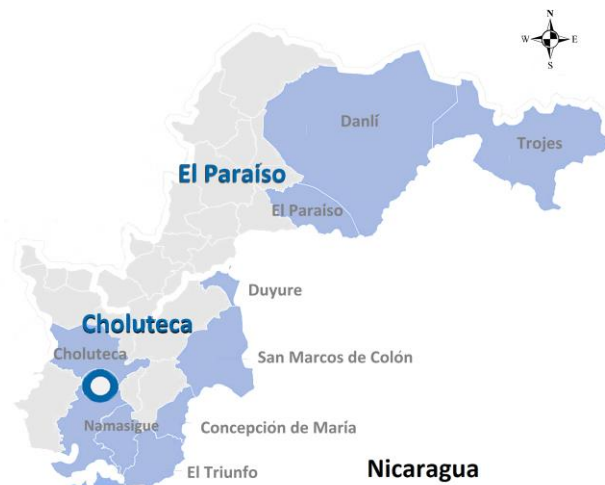 N
W E
S
Danlí
Trojes
El Paraíso
El Paraiso
Duyure
Choluteca
Choluteca
San Marcos de Colón
Namasigue
Concepción de María
El Triunfo
Nicaragua